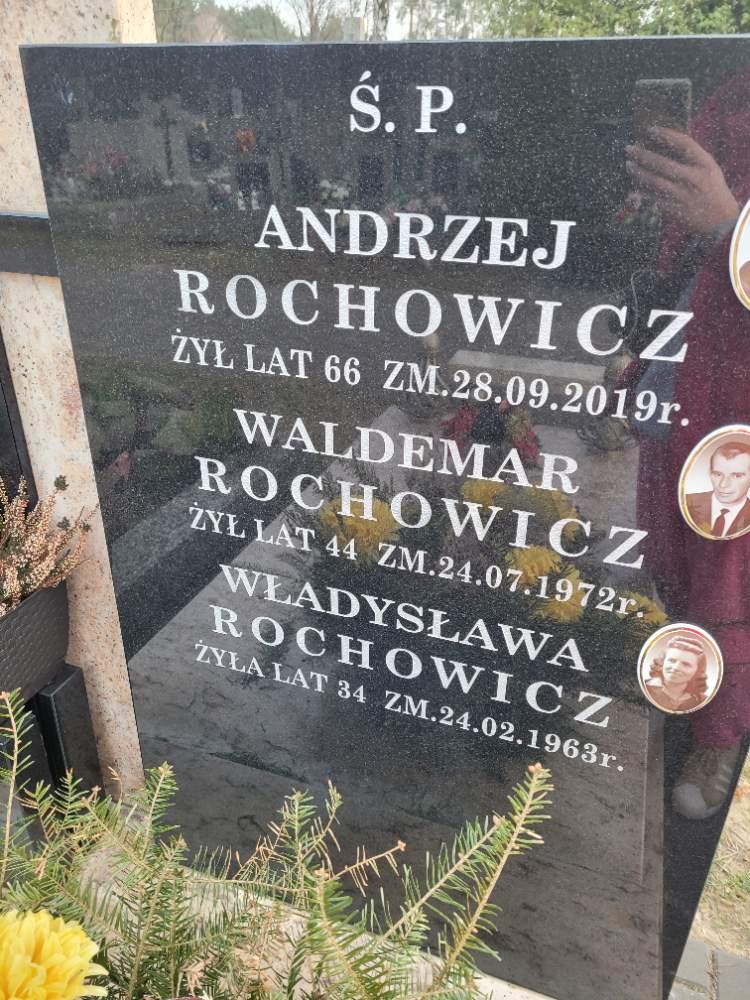 Ś. P.
ANDRZEJ
ROCHOWICZ
ŻYŁ LAT 66 ZM.28.09.2019r.
WALDEMAR
ROCHOWICZ
ŻYŁ LAT 44 ZM.24.07.1972r.
WŁADYSŁAWA
ROCHOWICZ
ŻYŁA LAT 34 ZM.24.02.1963r.